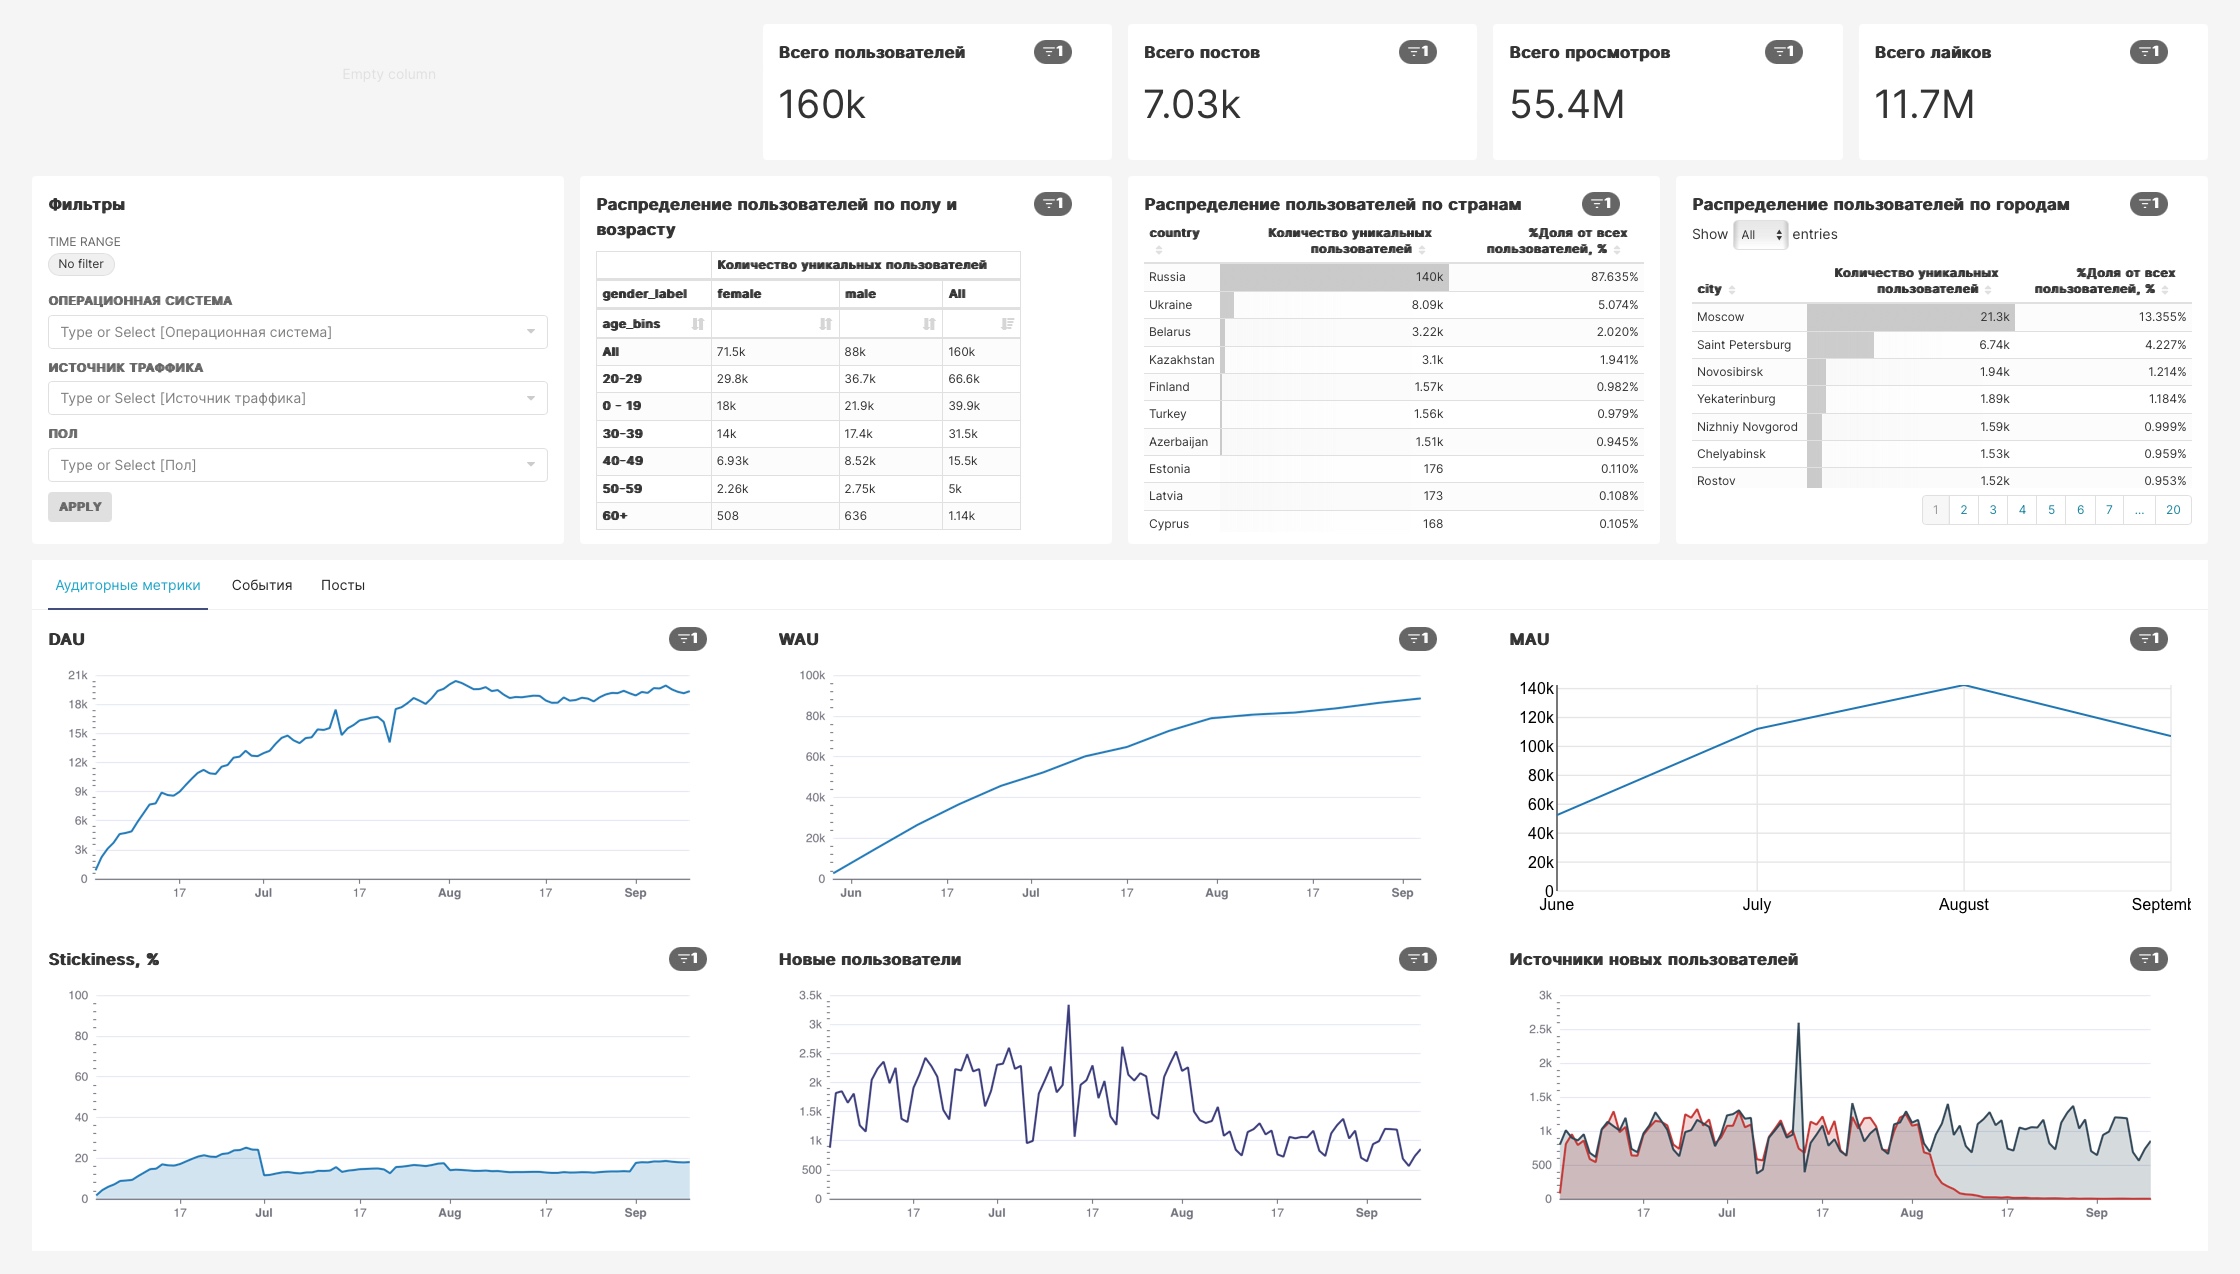 Empty column
Всего пользователей 1
160k
Всего постов 1
7.03k
Всего просмотров 1
55.4M
Всего лайков 1
11.7M
Фильтры
TIME RANGE
No filter
ОПЕРАЦИОННАЯ СИСТЕМА
Type or Select [Операционная система]
ИСТОЧНИК ТРАФФИКА
Type or Select [Источник траффика]
ПОЛ
Type or Select [Пол]
APPLY
Распределение пользователей по полу и 1
возрасту
Количество уникальных пользователей
gender_label female male All
age_bins
All 71.5k 88k 160k
20-29 29.8k 36.7k 66.6k
0 - 19 18k 21.9k 39.9k
30-39 14k 17.4k 31.5k
40-49 6.93k 8.52k 15.5k
50-59 2.26k 2.75k 5k
60+ 508 636 1.14k
Распределение пользователей по странам 1
country Количество уникальных %Доля от всех
пользователей пользователей, %
Russia 140k 87.635%
Ukraine 8.09k 5.074%
Belarus 3.22k 2.020%
Kazakhstan 3.1k 1.941%
Finland 1.57k 0.982%
Turkey 1.56k 0.979%
Azerbaijan 1.51k 0.945%
Estonia 176 0.110%
Latvia 173 0.108%
Cyprus 168 0.105%
Распределение пользователей по городам 1
Show All entries
Количество уникальных %Доля от всех
city пользователей пользователей, %
Moscow 21.3k 13.355%
Saint Petersburg 6.74k 4.227%
Novosibirsk 1.94k 1.214%
Yekaterinburg 1.89k 1.184%
Nizhniy Novgorod 1.59k 0.999%
Chelyabinsk 1.53k 0.959%
Rostov 1.52k 0.953%
1 2 3 4 5 6 7 ... 20
Аудиторные метрики События Посты
DAU 1
21k
18k
15k
12k
9k
6k
3k
0
17 Jul 17 Aug 17 Sep
WAU 1
100k
80k
60k
40k
20k
0
Jun 17 Jul 17 Aug 17 Sep
MAU 1
140k
120k
100k
80k
60k
40k
20k
0
June July August Septemb
Stickiness, % 1
100
80
60
40
20
0
17 Jul 17 Aug 17 Sep
Новые пользователи 1
3.5k
3k
2.5k
2k
1.5k
1k
500
0
17 Jul 17 Aug 17 Sep
Источники новых пользователей 1
3k
2.5k
2k
1.5k
1k
500
0
17 Jul 17 Aug 17 Sep